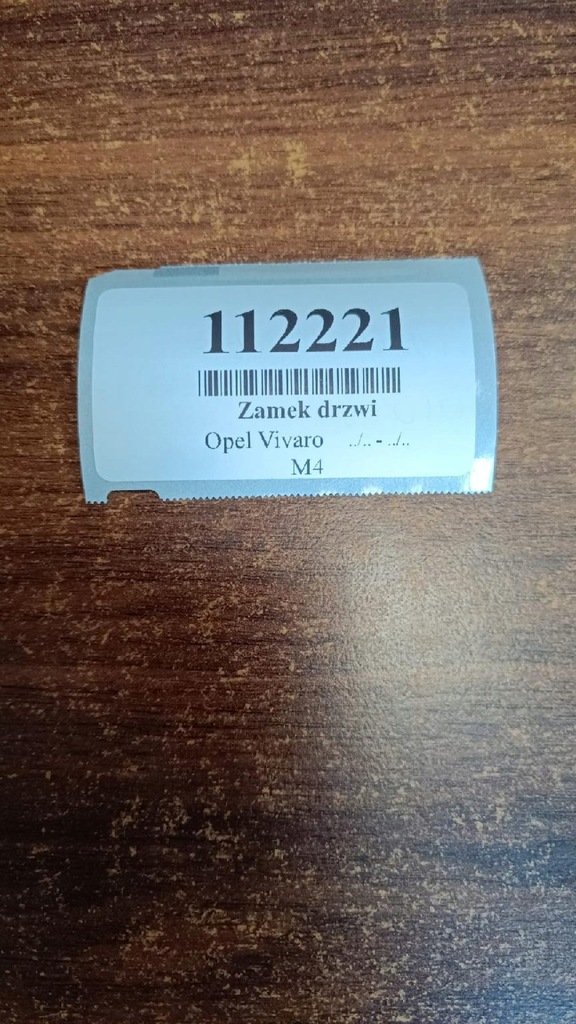 112221
Zamek drzwi
Opel Vivaro ../.. - ../..
M4